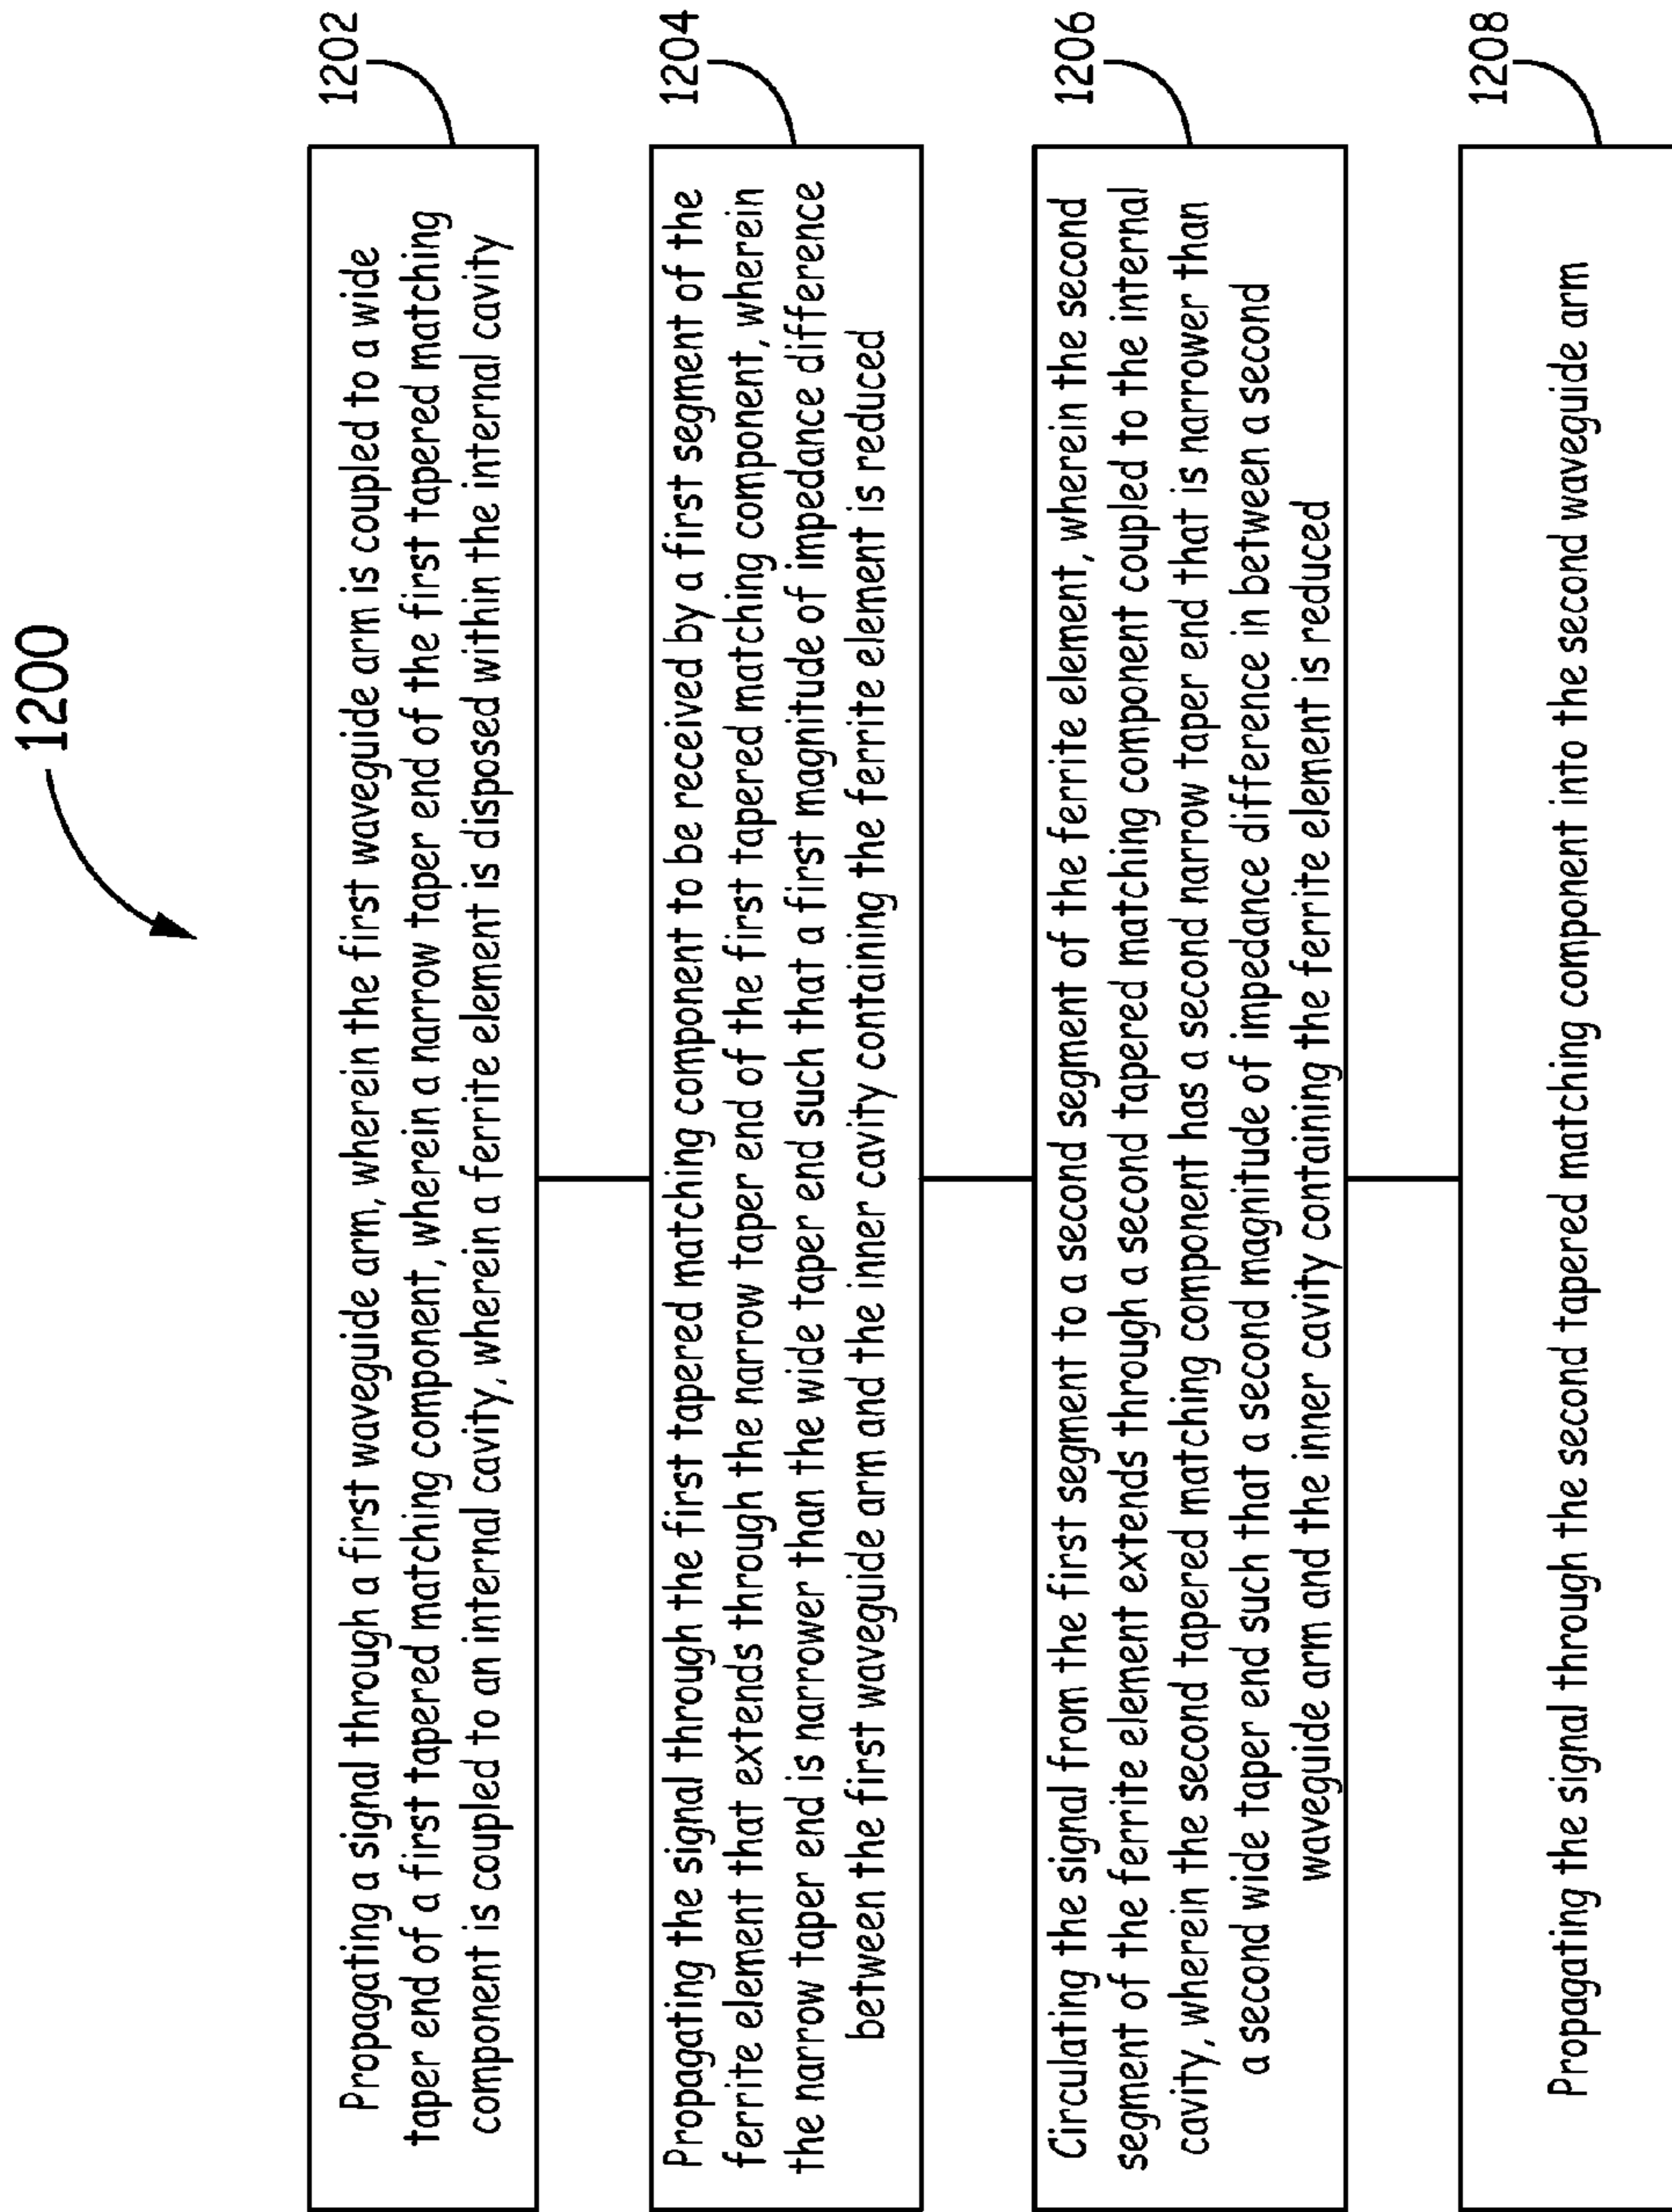 1200
1202
Propagating a signal through a first waveguide arm, wherein the first waveguide arm is coupled to a wide
taper end of a first tapered matching component, wherein a narrow taper end of the first tapered matching
component is coupled to an internal cavity, wherein a ferrite element is disposed within the internal cavity
1204
Propagating the signal through the first tapered matching component to be received by a first segment of the
ferrite element that extends through the narrow taper end of the first tapered matching component, wherein
the narrow taper end is narrower than the wide taper end such that a first magnitude of impedance difference
between the first waveguide arm and the inner cavity containing the ferrite element is reduced
1206
Circulating the signal from the first segment to a second segment of the ferrite element, wherein the second
segment of the ferrite element extends through a second tapered matching component coupled to the internal
cavity, wherein the second tapered matching component has a second narrow taper end that is narrower than
a second wide taper end such that a second magnitude of impedance difference in between a second
waveguide arm and the inner cavity containing the ferrite element is reduced
1208
Propagating the signal through the second tapered matching component into the second waveguide arm